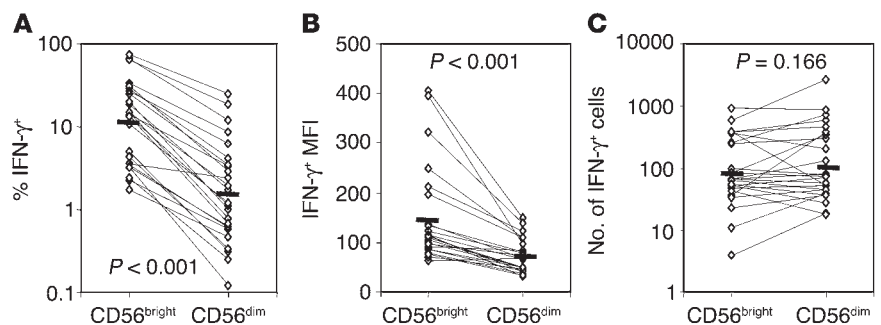 A
% IFN-γ+
100
10
1
0.1
P < 0.001
CD56bright
CD56dim
B
IFN-γ+ MFI
500
400
300
200
100
0
P < 0.001
CD56bright
CD56dim
C
No. of IFN-γ+ cells
10000
1000
100
10
1
P = 0.166
CD56bright
CD56dim